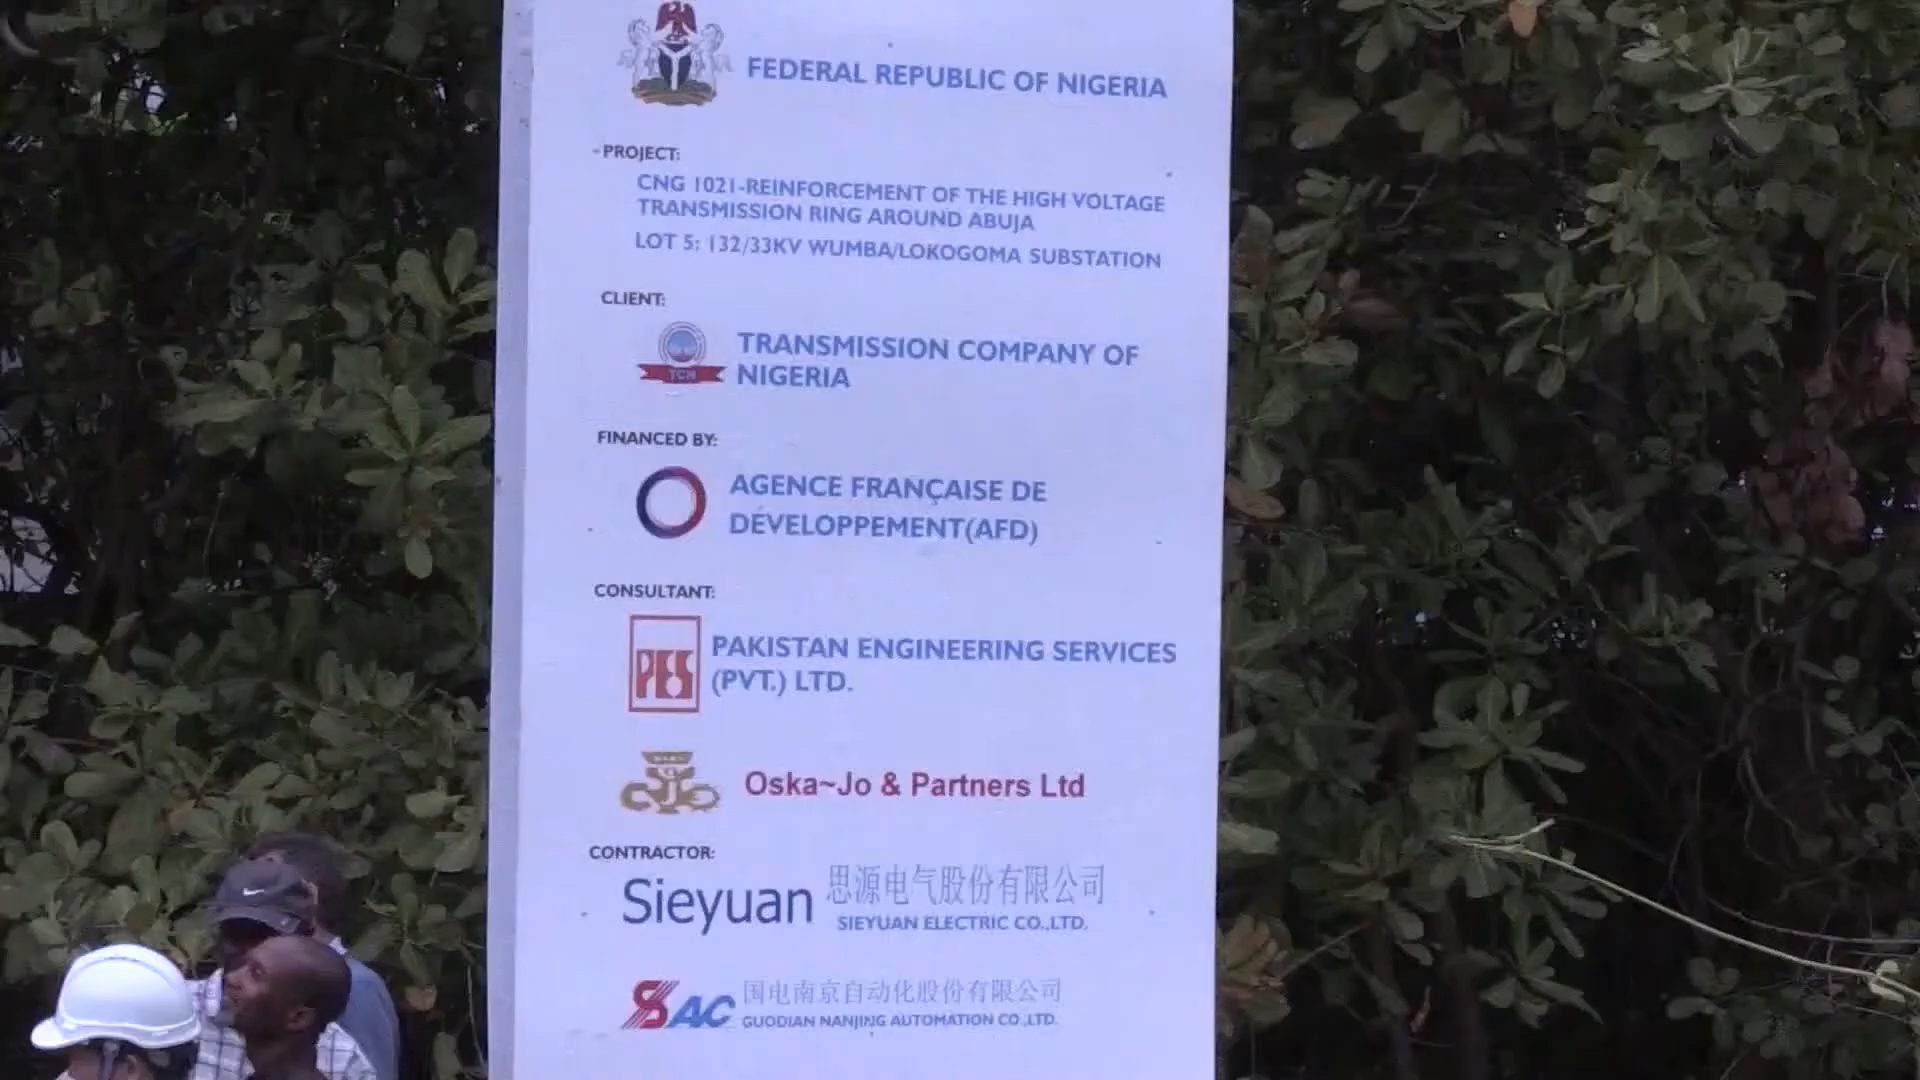 FEDERAL REPUBLIC OF NIGERIA
- PROJECT:
CNG 1021-REINFORCEMENT OF THE HIGH VOLTAGE
TRANSMISSION RING AROUND ABUJA
LOT 5: 132/33KV WUMBA/LOKOGOMA SUBSTATION
CLIENT:
TCN
TRANSMISSION COMPANY OF
NIGERIA
FINANCED BY:
AGENCE FRANÇAISE DE
DÉVELOPPEMENT(AFD)
CONSULTANT:
PES
PAKISTAN ENGINEERING SERVICES
(PVT.) LTD.
Oska~Jo & Partners Ltd
CONTRACTOR:
Sieyuan 思源电气股份有限公司
SIEYUAN ELECTRIC CO.,LTD.
SAC 国电南京自动化股份有限公司
GUODIAN NANJING AUTOMATION CO.,LTD.